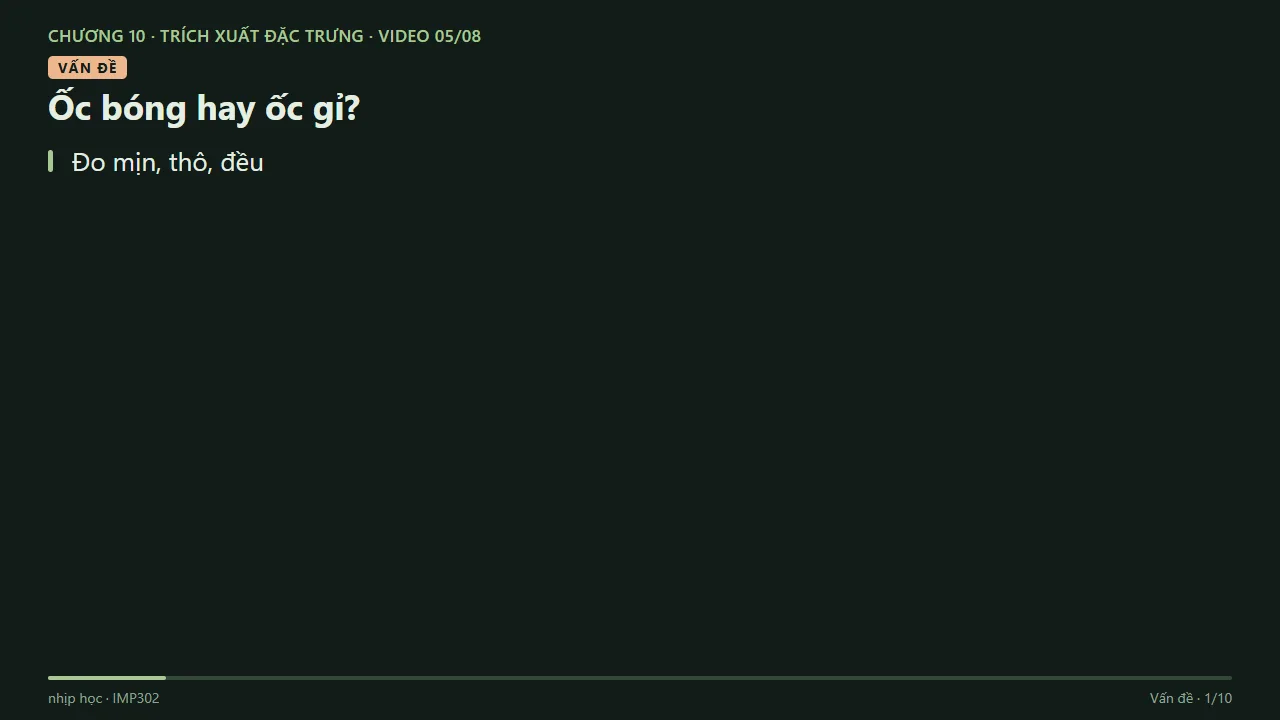 CHƯƠNG 10 · TRÍCH XUẤT ĐẶC TRƯNG · VIDEO 05/08
VẤN ĐỀ
Ốc bóng hay ốc gỉ?
Đo mịn, thô, đều
nhịp học · IMP302
Vấn đề · 1/10